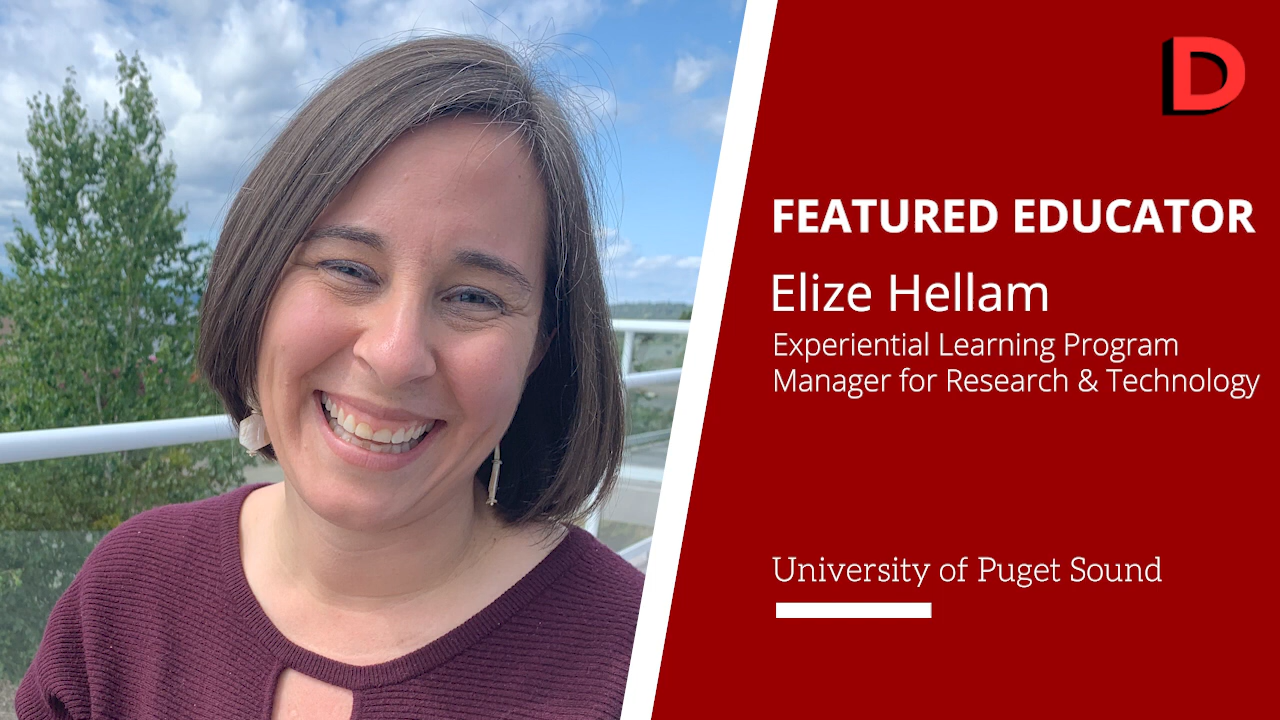 D
FEATURED EDUCATOR
Elize Hellam
Experiential Learning Program
Manager for Research & Technology
University of Puget Sound